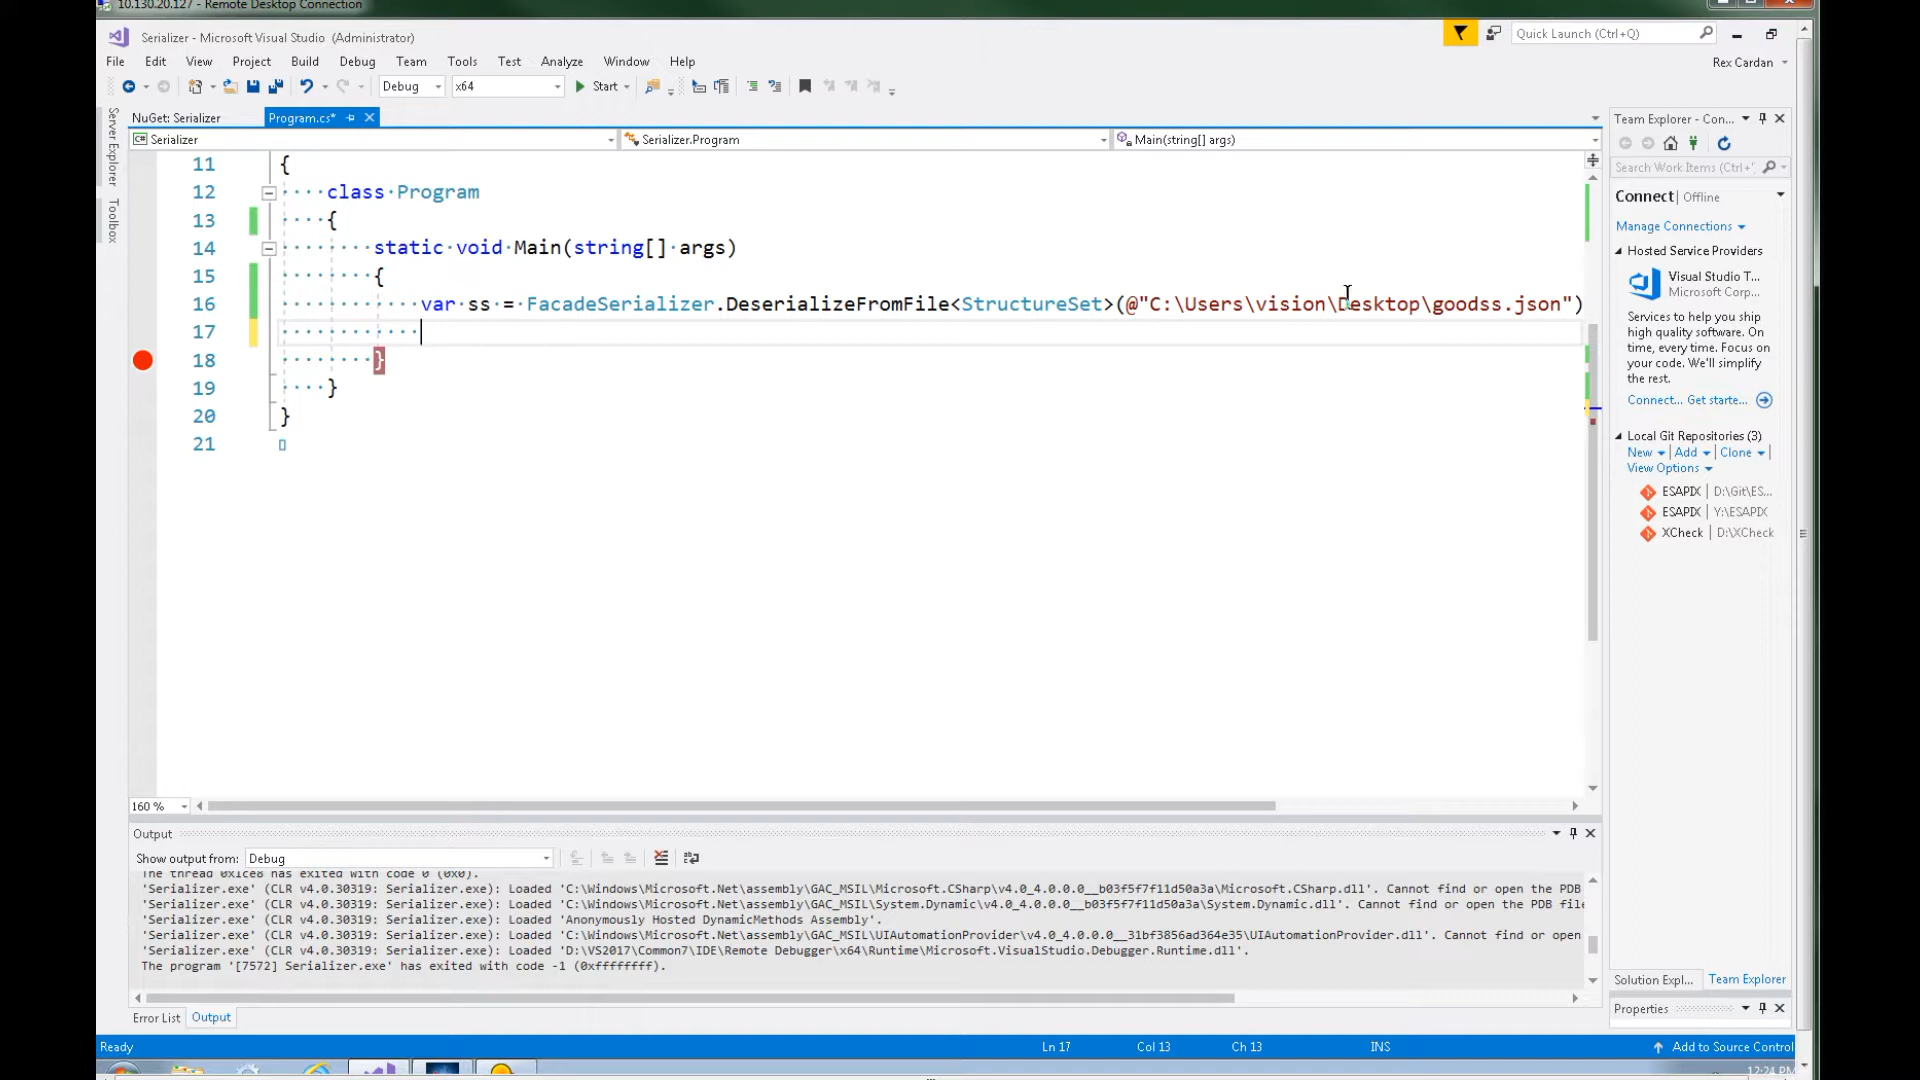 10.130.20.127 - Remote Desktop Connection
Serializer - Microsoft Visual Studio (Administrator)
Quick Launch (Ctrl+Q)
File Edit View Project Build Debug Team Tools Test Analyze Window Help
Rex Cardan
Debug x64 Start
Server Explorer
Toolbox
NuGet: Serializer Program.cs*
Serializer Serializer.Program Main(string[] args)
11 {
12 class Program
13 {
14 static void Main(string[] args)
15 {
16 var ss = FacadeSerializer.DeserializeFromFile<StructureSet>(@"C:\Users\vision\Desktop\goodss.json")
17
18 }
19 }
20 }
21
160 %
Team Explorer - Con...
Search Work Items (Ctrl+'
Connect | Offline
Manage Connections
Hosted Service Providers
Visual Studio T...
Microsoft Corp...
Services to help you ship
high quality software. On
time, every time. Focus on
your code. We'll simplify
the rest.
Connect... Get starte...
Local Git Repositories (3)
New | Add | Clone |
View Options
ESAPIX | D:\Git\ES...
ESAPIX | Y:\ESAPIX
XCheck | D:\XCheck
Output
Show output from: Debug
The thread 0x1ce8 has exited with code 0 (0x0).
'Serializer.exe' (CLR v4.0.30319: Serializer.exe): Loaded 'C:\Windows\Microsoft.Net\assembly\GAC_MSIL\Microsoft.CSharp\v4.0_4.0.0.0__b03f5f7f11d50a3a\Microsoft.CSharp.dll'. Cannot find or open the PDB
'Serializer.exe' (CLR v4.0.30319: Serializer.exe): Loaded 'C:\Windows\Microsoft.Net\assembly\GAC_MSIL\System.Dynamic\v4.0_4.0.0.0__b03f5f7f11d50a3a\System.Dynamic.dll'. Cannot find or open the PDB file
'Serializer.exe' (CLR v4.0.30319: Serializer.exe): Loaded 'Anonymously Hosted DynamicMethods Assembly'.
'Serializer.exe' (CLR v4.0.30319: Serializer.exe): Loaded 'C:\Windows\Microsoft.Net\assembly\GAC_MSIL\UIAutomationProvider\v4.0_4.0.0.0__31bf3856ad364e35\UIAutomationProvider.dll'. Cannot find or open
'Serializer.exe' (CLR v4.0.30319: Serializer.exe): Loaded 'D:\VS2017\Common7\IDE\Remote Debugger\x64\Runtime\Microsoft.VisualStudio.Debugger.Runtime.dll'.
The program '[7572] Serializer.exe' has exited with code -1 (0xffffffff).
Solution Expl... Team Explorer
Properties
Error List Output
Ready Ln 17 Col 13 Ch 13 INS Add to Source Control
12:24 PM